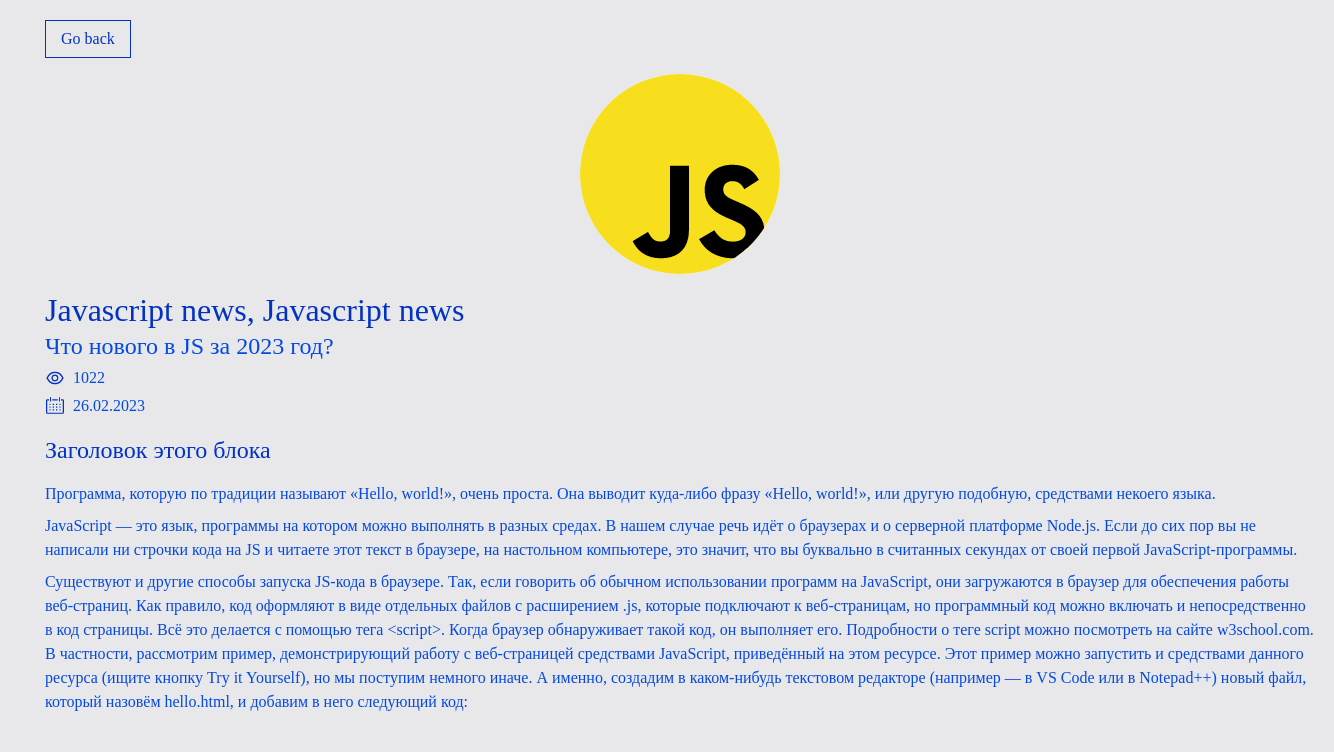 Go back
JS
Javascript news, Javascript news
Что нового в JS за 2023 год?
1022
26.02.2023
Заголовок этого блока
Программа, которую по традиции называют «Hello, world!», очень проста. Она выводит куда-либо фразу «Hello, world!», или другую подобную, средствами некоего языка.
JavaScript — это язык, программы на котором можно выполнять в разных средах. В нашем случае речь идёт о браузерах и о серверной платформе Node.js. Если до сих пор вы не
написали ни строчки кода на JS и читаете этот текст в браузере, на настольном компьютере, это значит, что вы буквально в считанных секундах от своей первой JavaScript-программы.
Существуют и другие способы запуска JS-кода в браузере. Так, если говорить об обычном использовании программ на JavaScript, они загружаются в браузер для обеспечения работы
веб-страниц. Как правило, код оформляют в виде отдельных файлов с расширением .js, которые подключают к веб-страницам, но программный код можно включать и непосредственно
в код страницы. Всё это делается с помощью тега <script>. Когда браузер обнаруживает такой код, он выполняет его. Подробности о теге script можно посмотреть на сайте w3school.com.
В частности, рассмотрим пример, демонстрирующий работу с веб-страницей средствами JavaScript, приведённый на этом ресурсе. Этот пример можно запустить и средствами данного
ресурса (ищите кнопку Try it Yourself), но мы поступим немного иначе. А именно, создадим в каком-нибудь текстовом редакторе (например — в VS Code или в Notepad++) новый файл,
который назовём hello.html, и добавим в него следующий код: